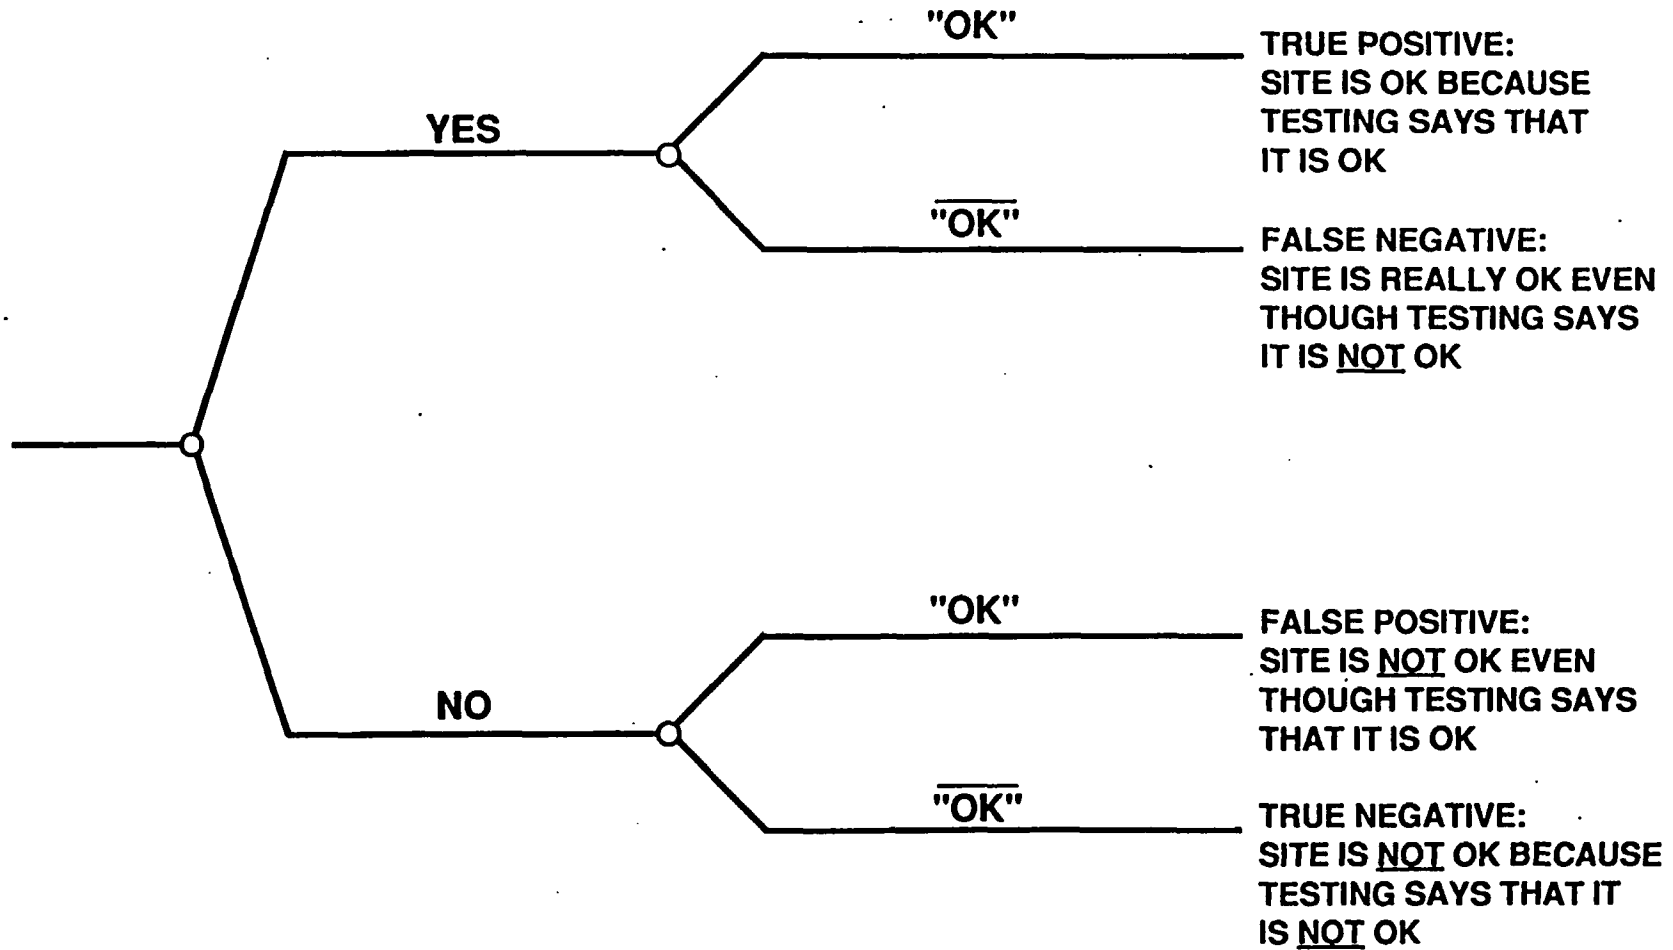 "OK"
TRUE POSITIVE:
SITE IS OK BECAUSE
TESTING SAYS THAT
IT IS OK
YES
"OK"
FALSE NEGATIVE:
SITE IS REALLY OK EVEN
THOUGH TESTING SAYS
IT IS NOT OK
"OK"
FALSE POSITIVE:
SITE IS NOT OK EVEN
THOUGH TESTING SAYS
THAT IT IS OK
NO
"OK"
TRUE NEGATIVE:
SITE IS NOT OK BECAUSE
TESTING SAYS THAT IT
IS NOT OK